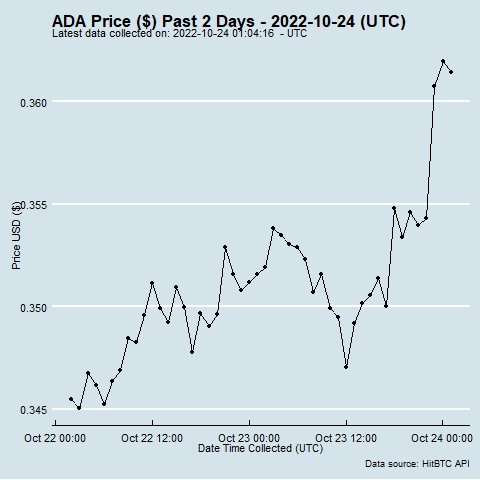 ADA Price ($) Past 2 Days - 2022-10-24 (UTC)
Latest data collected on: 2022-10-24 01:04:16  - UTC
0.360
0.355
0.350
0.345
Price USD ($)
Oct 22 00:00 Oct 22 12:00 Oct 23 00:00 Oct 23 12:00 Oct 24 00:00
Date Time Collected (UTC)
Data source: HitBTC API